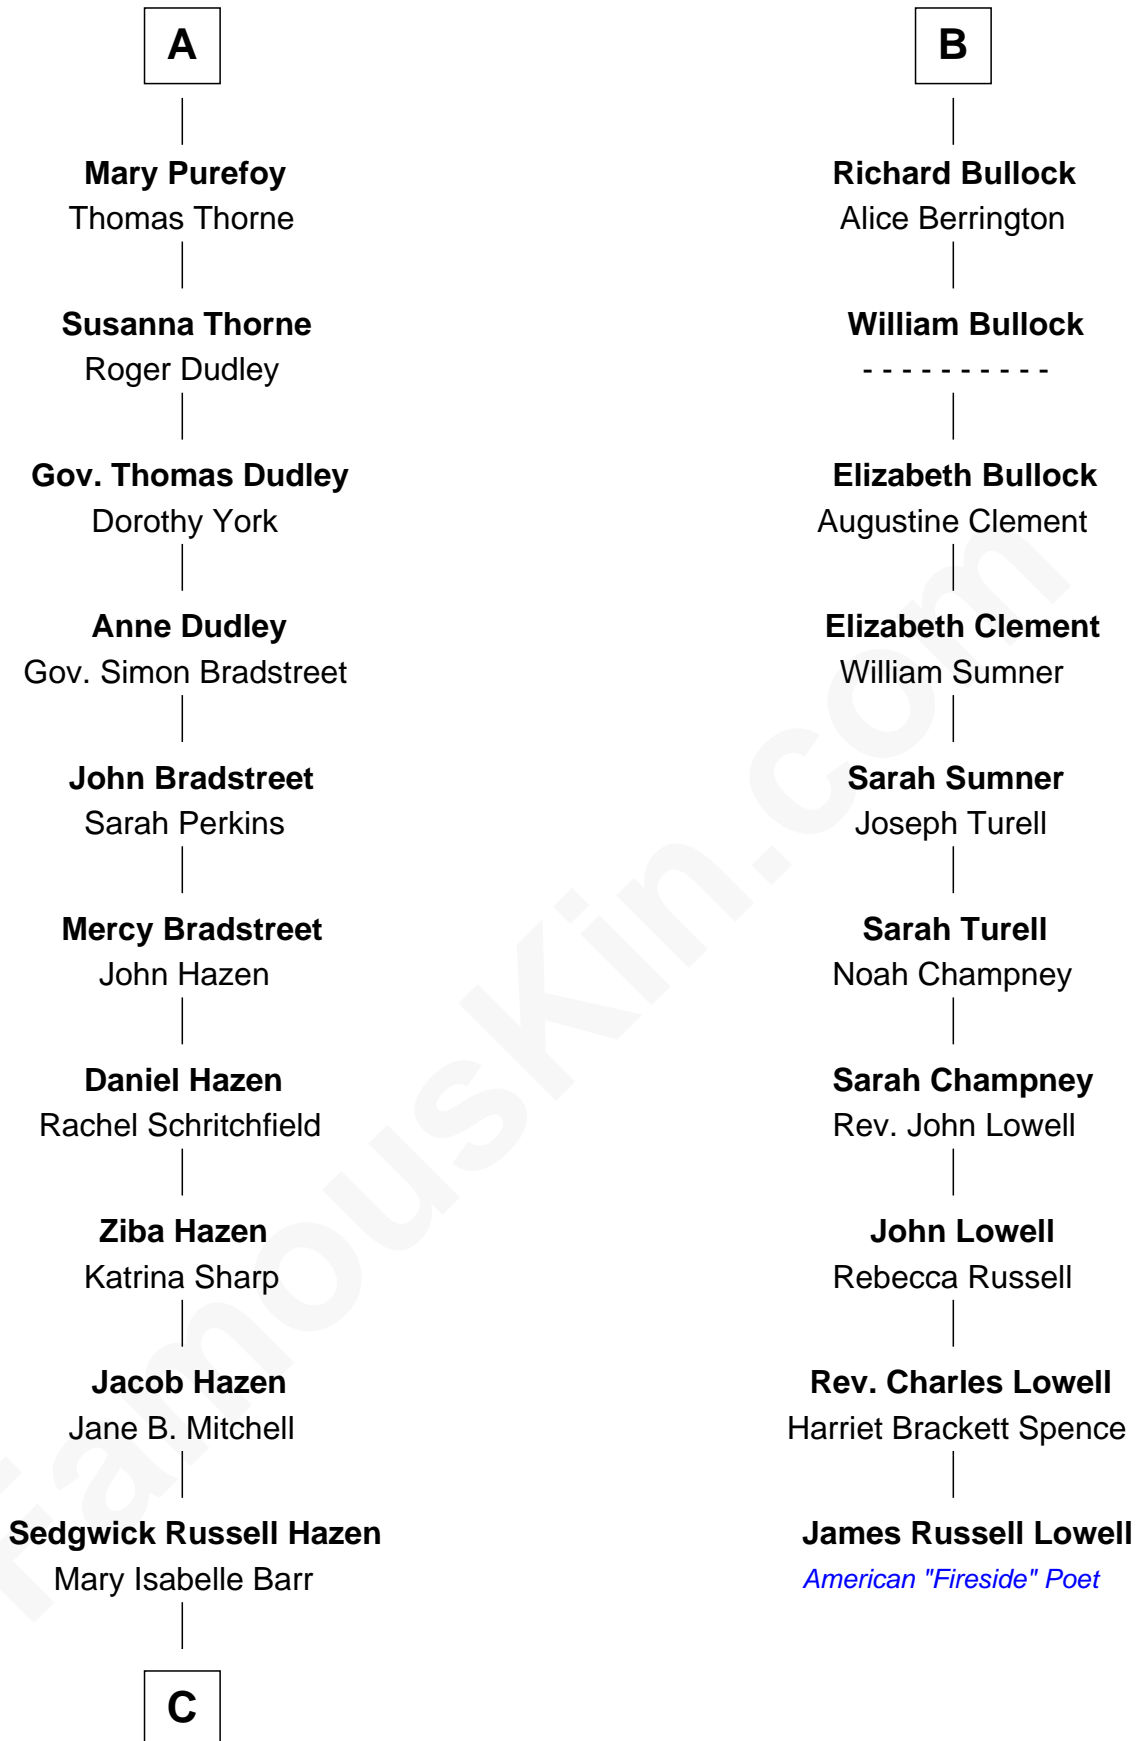 A
Mary Purefoy
Thomas Thorne
Susanna Thorne
Roger Dudley
Gov. Thomas Dudley
Dorothy York
Anne Dudley
Gov. Simon Bradstreet
John Bradstreet
Sarah Perkins
Mercy Bradstreet
John Hazen
Daniel Hazen
Rachel Schritchfield
Ziba Hazen
Katrina Sharp
Jacob Hazen
Jane B. Mitchell
Sedgwick Russell Hazen
Mary Isabelle Barr
C
B
Richard Bullock
Alice Berrington
William Bullock
- - - - - - - - - -
Elizabeth Bullock
Augustine Clement
Elizabeth Clement
William Sumner
Sarah Sumner
Joseph Turell
Sarah Turell
Noah Champney
Sarah Champney
Rev. John Lowell
John Lowell
Rebecca Russell
Rev. Charles Lowell
Harriet Brackett Spence
James Russell Lowell
American "Fireside" Poet
FamousKin.com